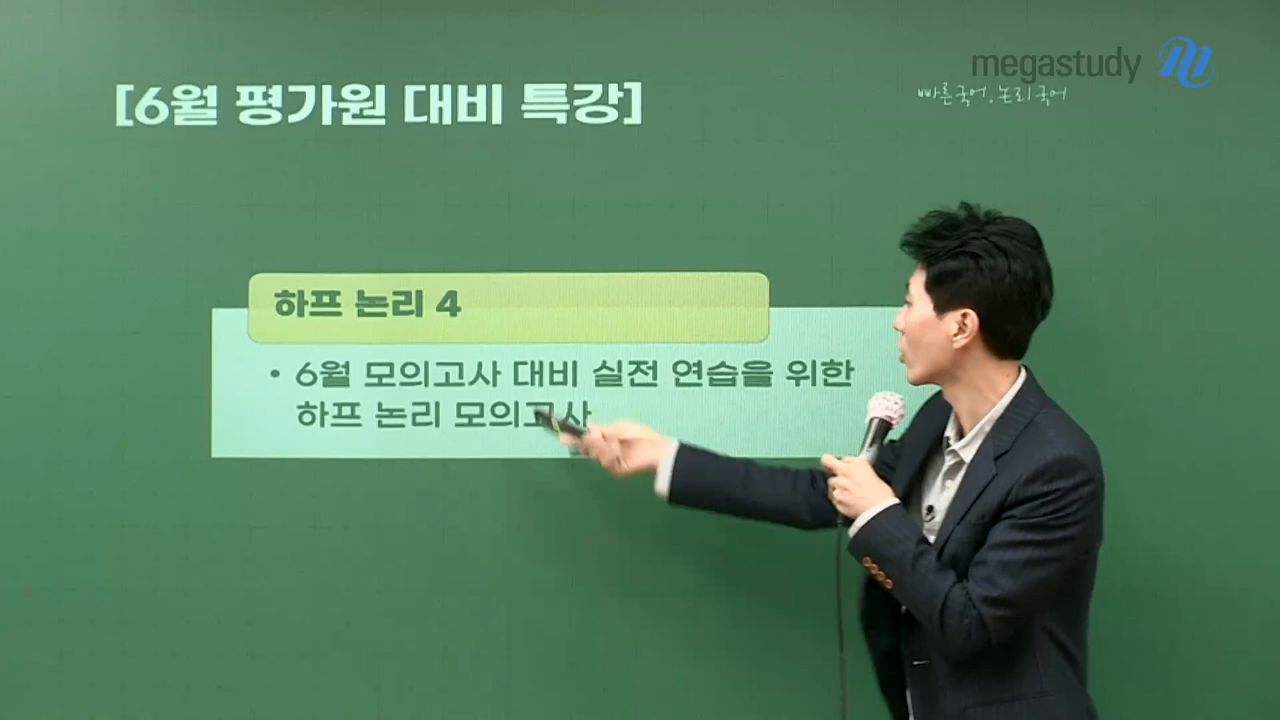 megastudy
[6월 평가원 대비 특강]
빠른국어, 논리국어
하프 논리 4
• 6월 모의고사 대비 실전 연습을 위한
하프 논리 모의고사